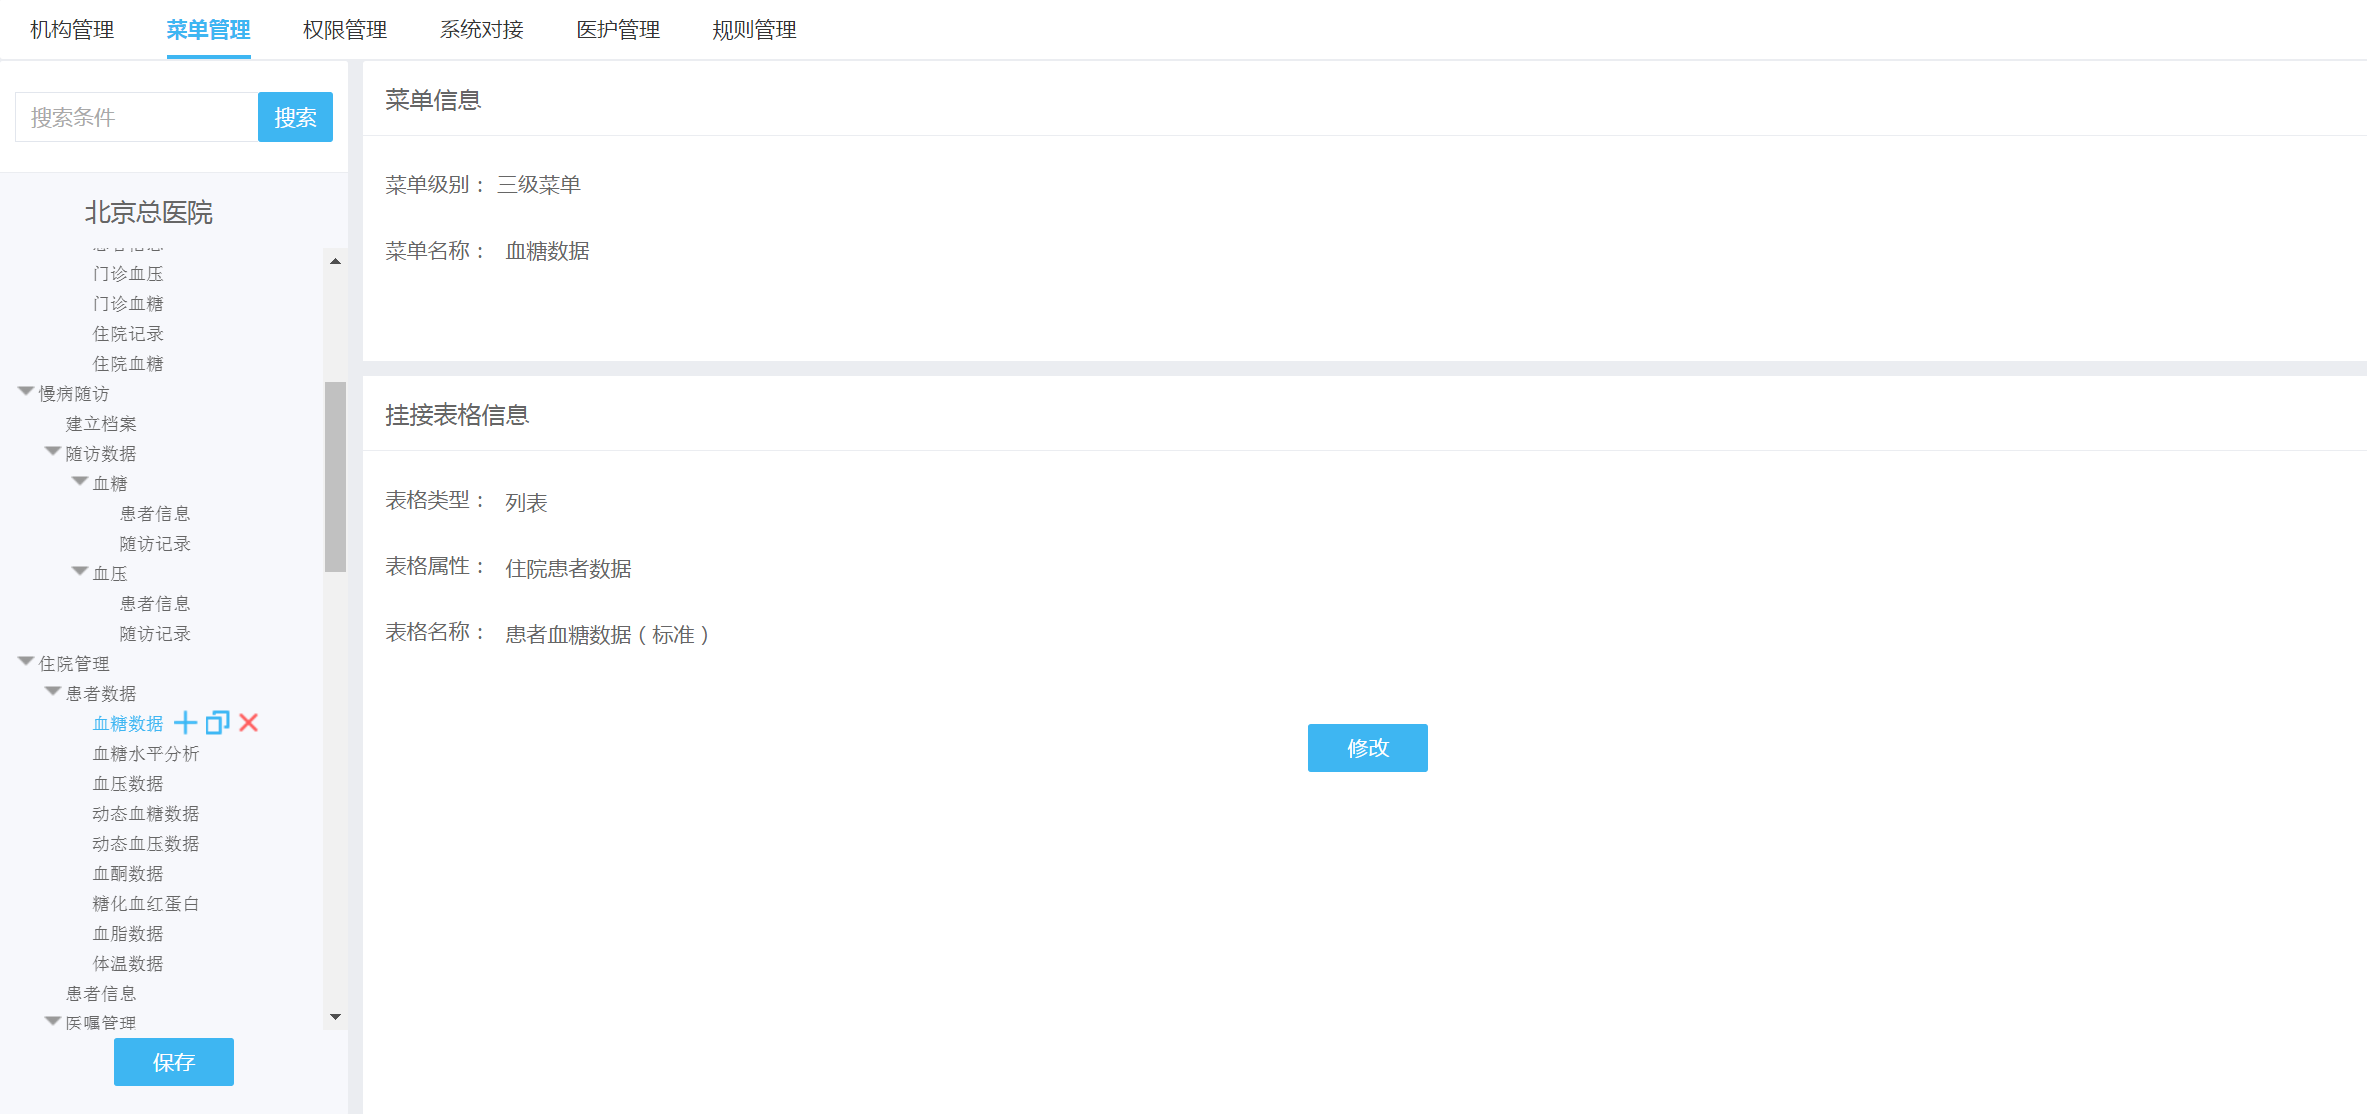 机构管理 菜单管理 权限管理 系统对接 医护管理 规则管理
搜索条件 搜索
北京总医院
患者信息
门诊血压
门诊血糖
住院记录
住院血糖
慢病随访
建立档案
随访数据
血糖
患者信息
随访记录
血压
患者信息
随访记录
住院管理
患者数据
血糖数据
血糖水平分析
血压数据
动态血糖数据
动态血压数据
血酮数据
糖化血红蛋白
血脂数据
体温数据
患者信息
医嘱管理
保存
菜单信息
菜单级别： 三级菜单
菜单名称： 血糖数据
挂接表格信息
表格类型： 列表
表格属性： 住院患者数据
表格名称： 患者血糖数据（标准）
修改